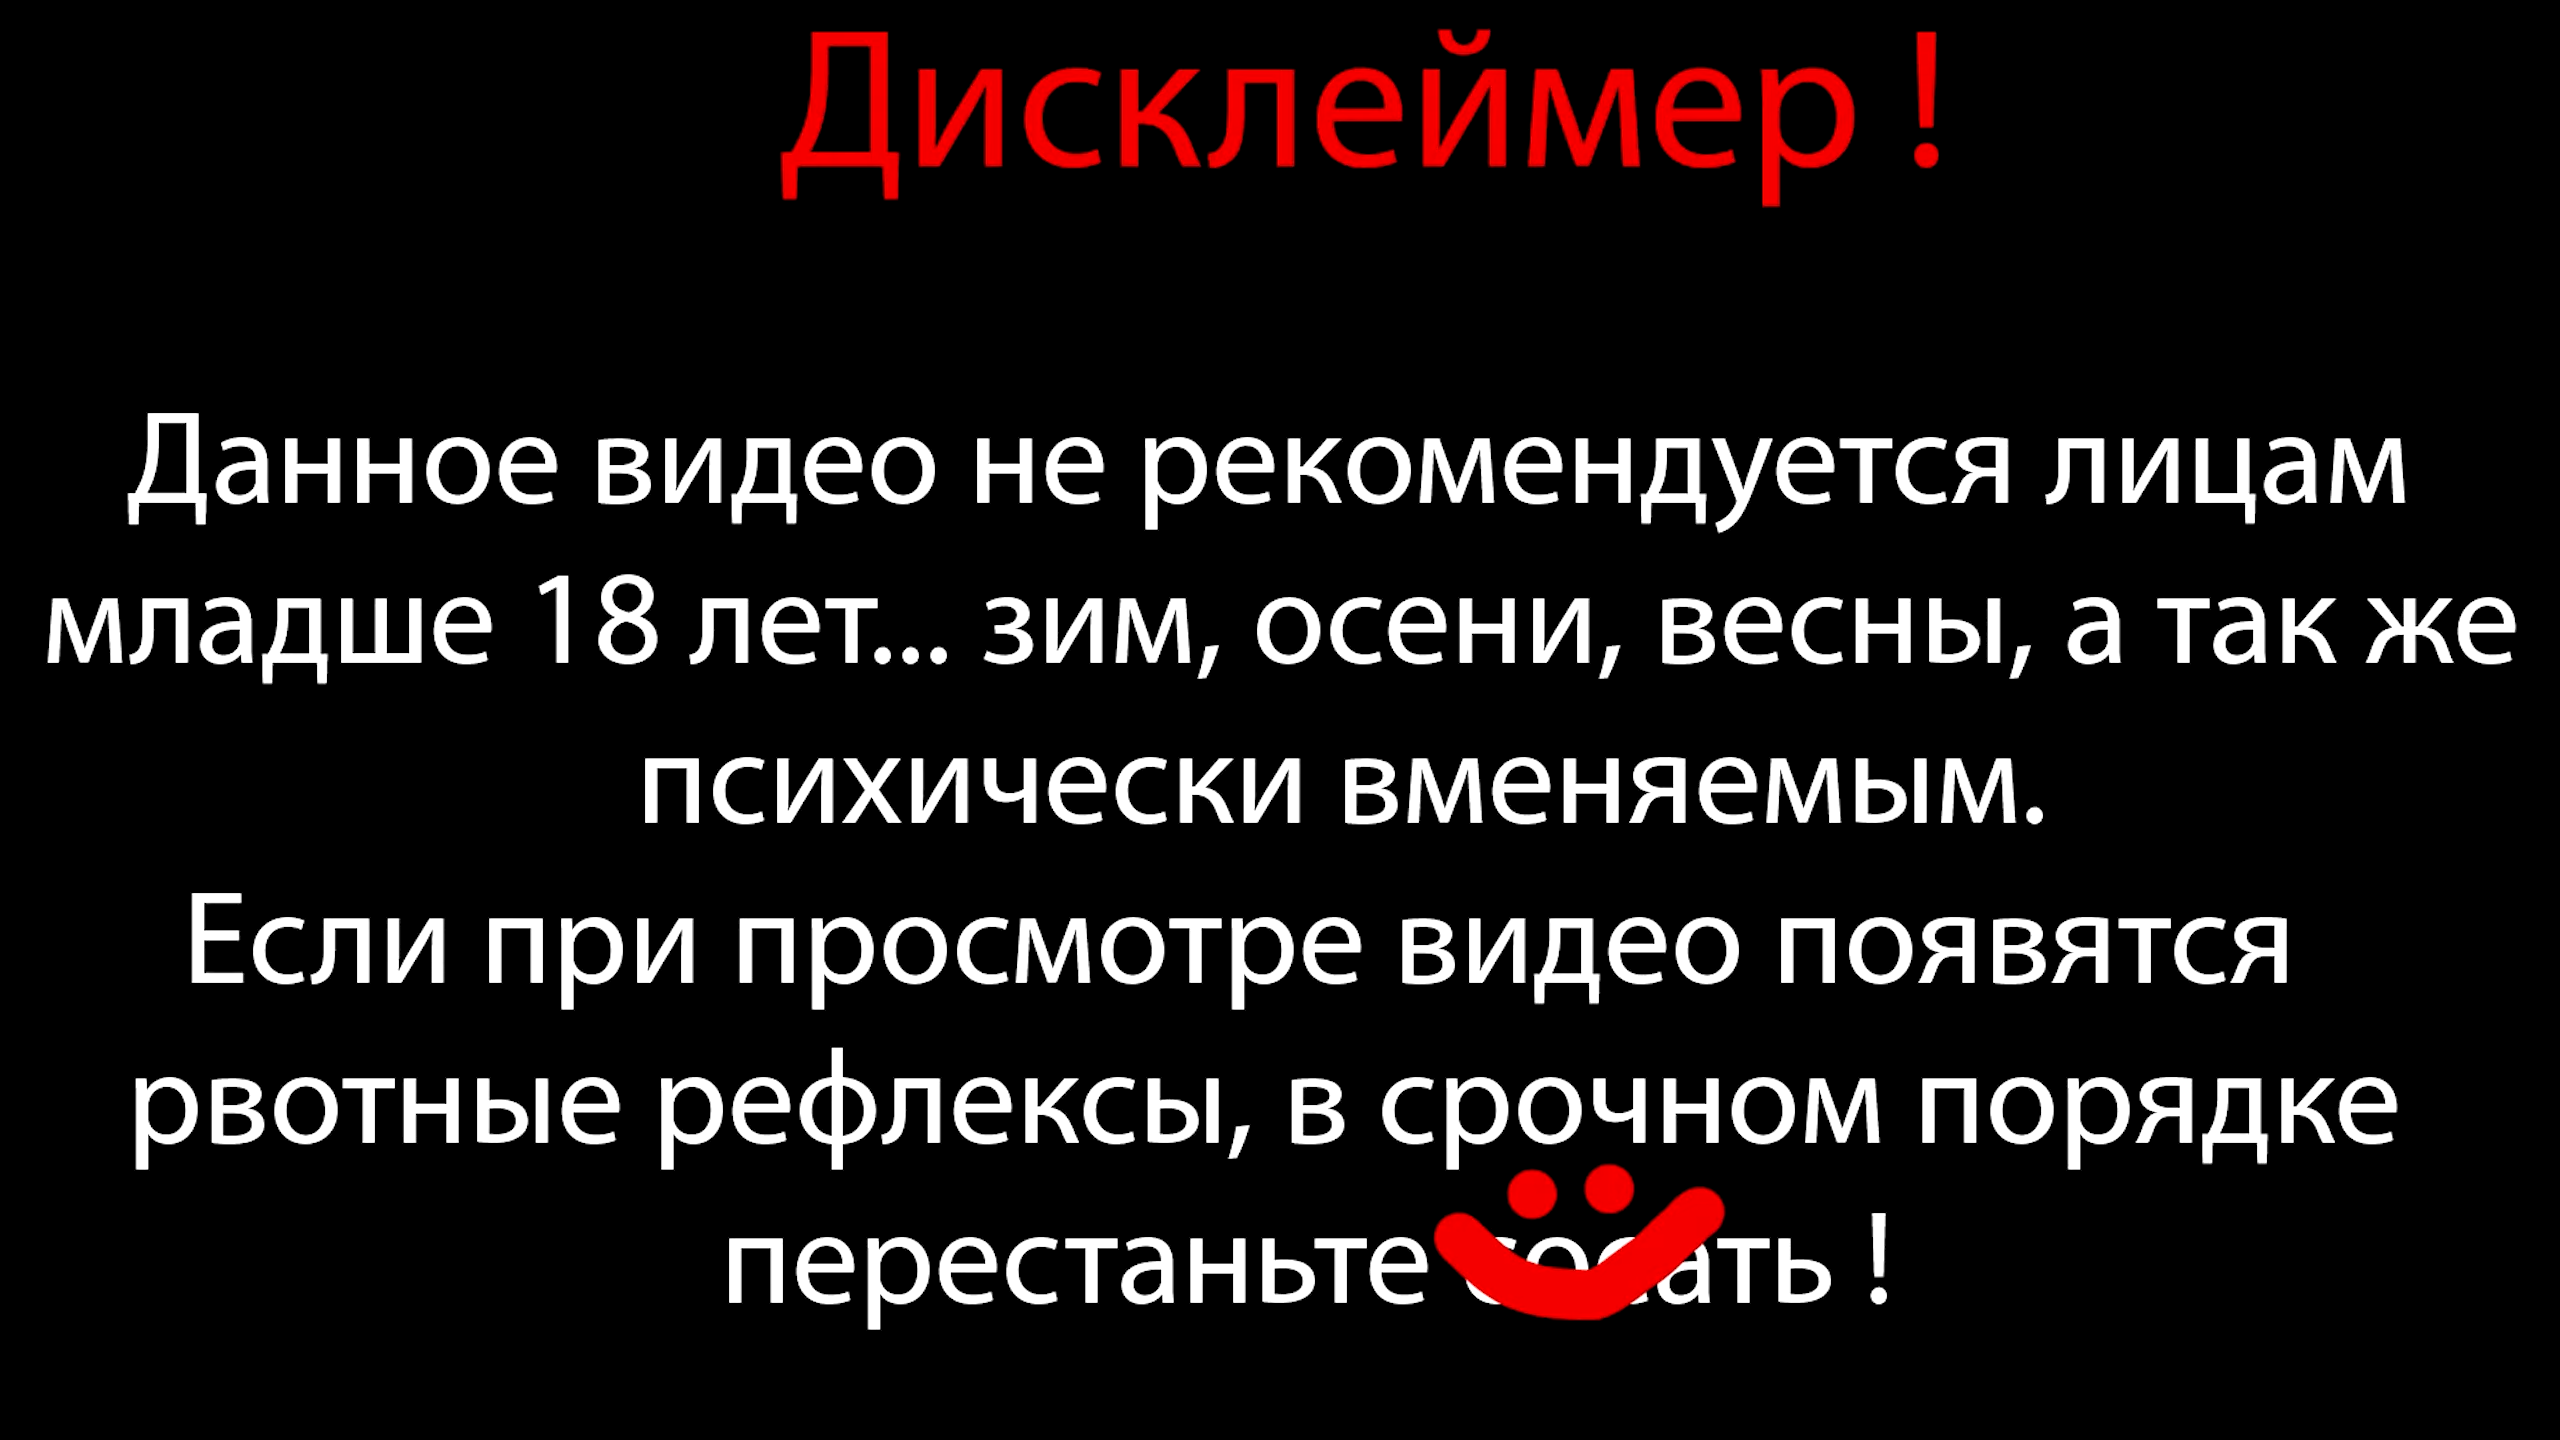 Дисклеймер !
Данное видео не рекомендуется лицам
младше 18 лет... зим, осени, весны, а так же
психически вменяемым.
Если при просмотре видео появятся
рвотные рефлексы, в срочном порядке
перестаньте сосать !